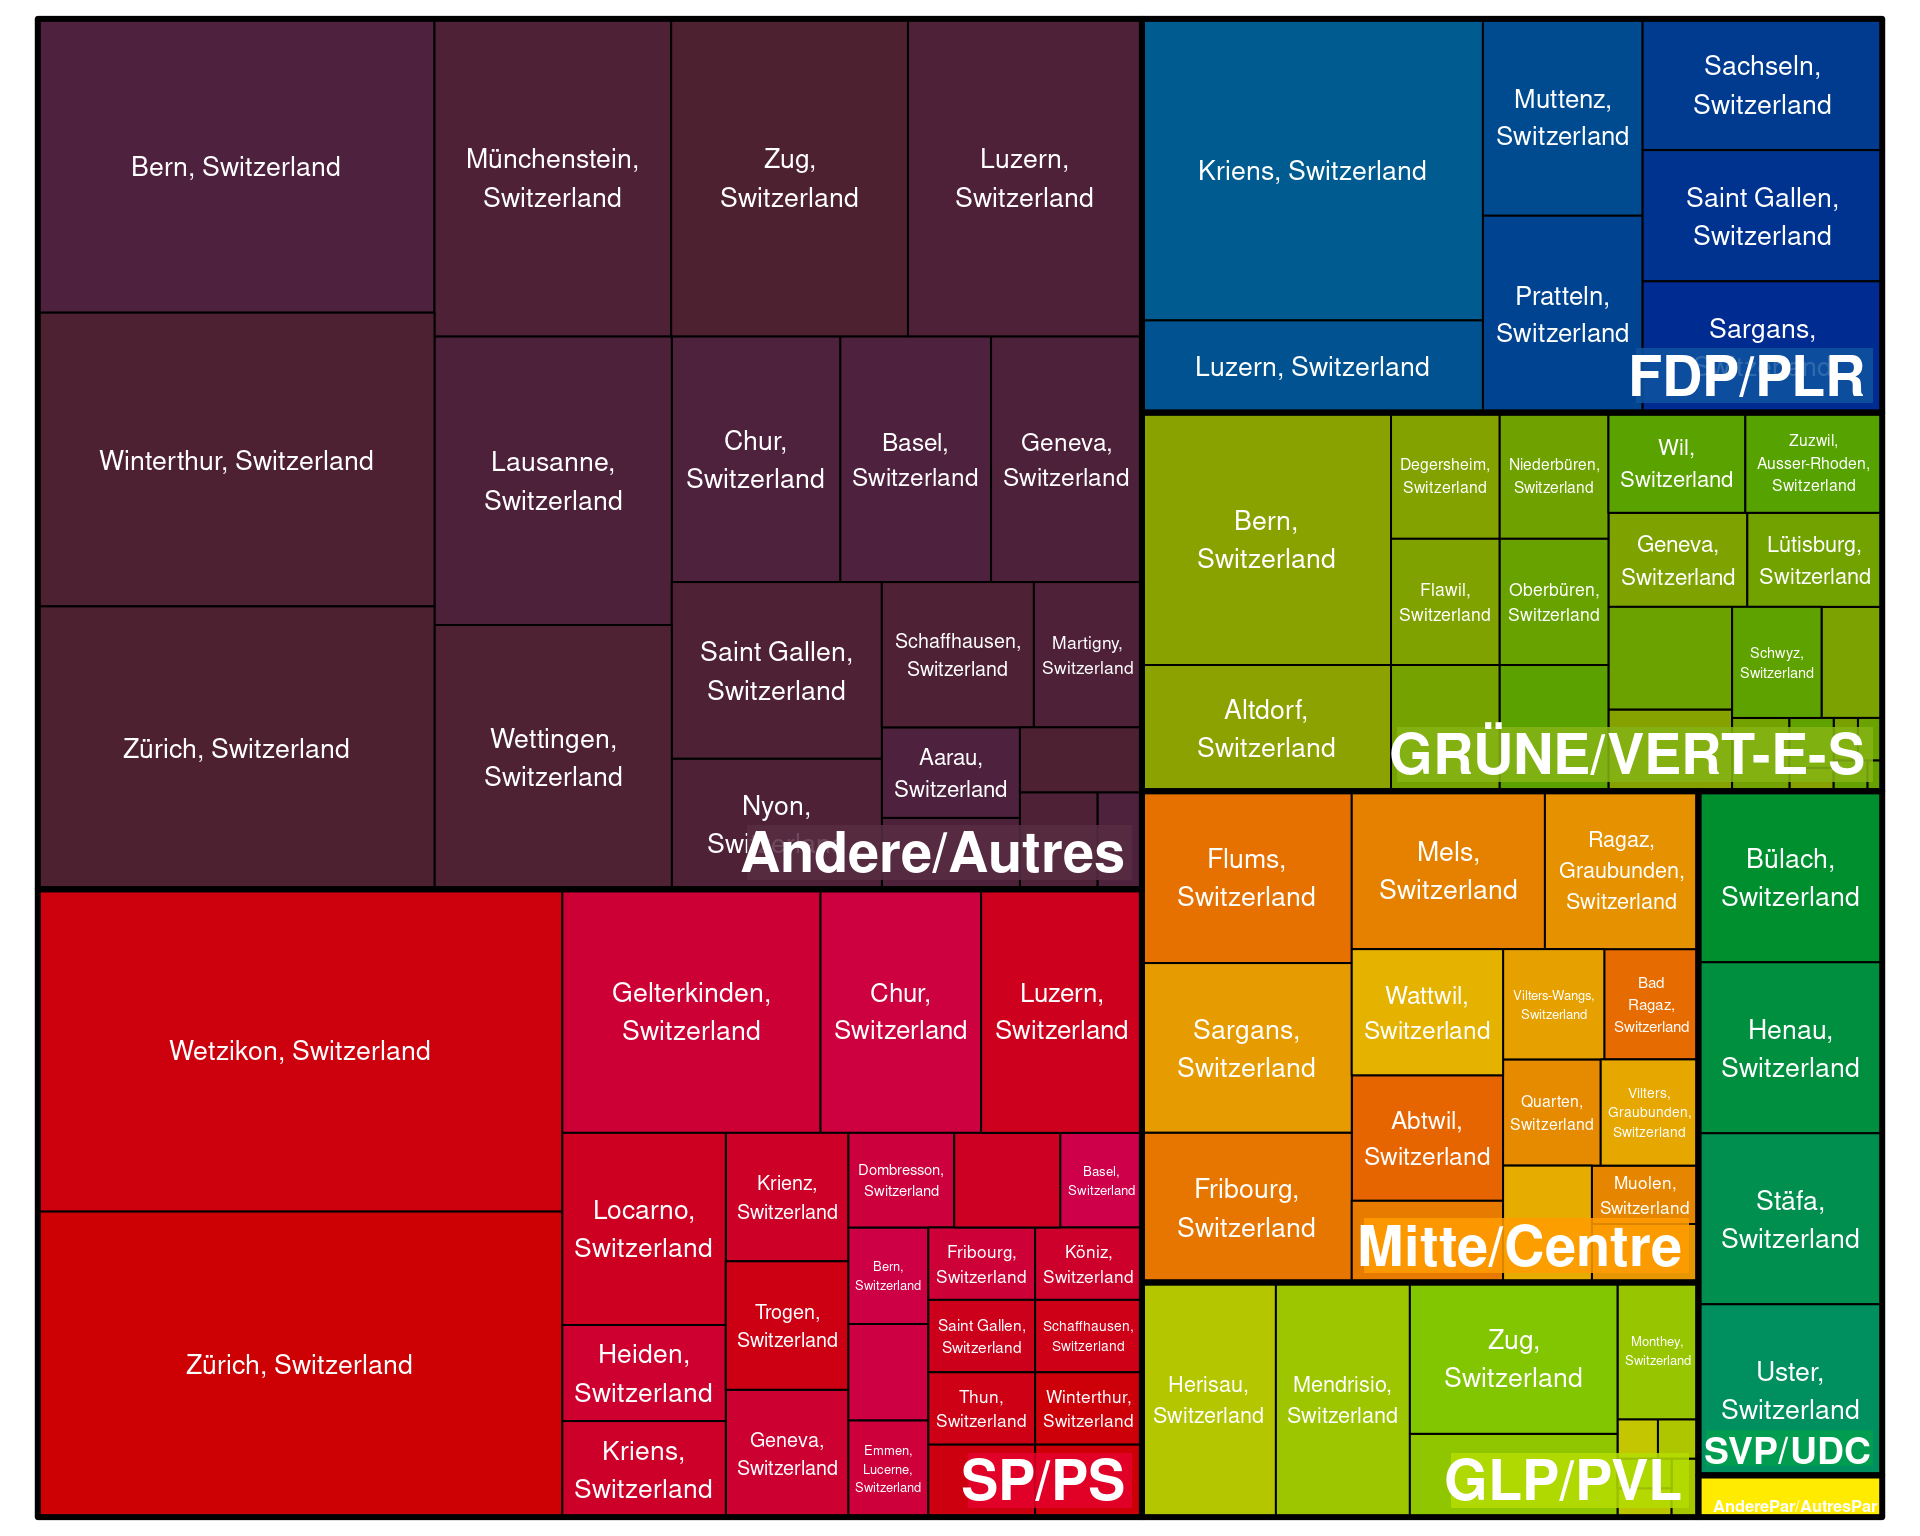 Bern, Switzerland
Winterthur, Switzerland
Zürich, Switzerland
Münchenstein,
Switzerland
Zug,
Switzerland
Luzern,
Switzerland
Lausanne,
Switzerland
Wettingen,
Switzerland
Chur,
Switzerland
Basel,
Switzerland
Geneva,
Switzerland
Saint Gallen,
Switzerland
Nyon,
Schaffhausen,
Switzerland
Martigny,
Switzerland
Aarau,
Switzerland
Andere/Autres
Kriens, Switzerland
Luzern, Switzerland
Muttenz,
Switzerland
Pratteln,
Switzerland
Sachseln,
Switzerland
Saint Gallen,
Switzerland
Sargans,
FDP/PLR
Bern,
Switzerland
Altdorf,
Switzerland
Degersheim,
Switzerland
Niederbüren,
Switzerland
Flawil,
Switzerland
Oberbüren,
Switzerland
Wil,
Switzerland
Zuzwil,
Ausser-Rhoden,
Switzerland
Geneva,
Switzerland
Lütisburg,
Switzerland
Schwyz,
Switzerland
GRÜNE/VERT-E-S
Wetzikon, Switzerland
Zürich, Switzerland
Gelterkinden,
Switzerland
Chur,
Switzerland
Luzern,
Switzerland
Locarno,
Switzerland
Heiden,
Switzerland
Kriens,
Switzerland
Krienz,
Switzerland
Trogen,
Switzerland
Geneva,
Switzerland
Dombresson,
Switzerland
Basel,
Switzerland
Bern,
Switzerland
Emmen,
Lucerne,
Switzerland
Fribourg,
Switzerland
Köniz,
Switzerland
Saint Gallen,
Switzerland
Schaffhausen,
Switzerland
Thun,
Switzerland
Winterthur,
Switzerland
SP/PS
Flums,
Switzerland
Sargans,
Switzerland
Fribourg,
Switzerland
Mels,
Switzerland
Ragaz,
Graubunden,
Switzerland
Wattwil,
Switzerland
Abtwil,
Switzerland
Vilters-Wangs,
Switzerland
Bad
Ragaz,
Switzerland
Quarten,
Switzerland
Vilters,
Graubunden,
Switzerland
Muolen,
Switzerland
Mitte/Centre
Herisau,
Switzerland
Mendrisio,
Switzerland
Zug,
Switzerland
Monthey,
Switzerland
GLP/PVL
Bülach,
Switzerland
Henau,
Switzerland
Stäfa,
Switzerland
Uster,
Switzerland
SVP/UDC
AnderePar/AutresPar